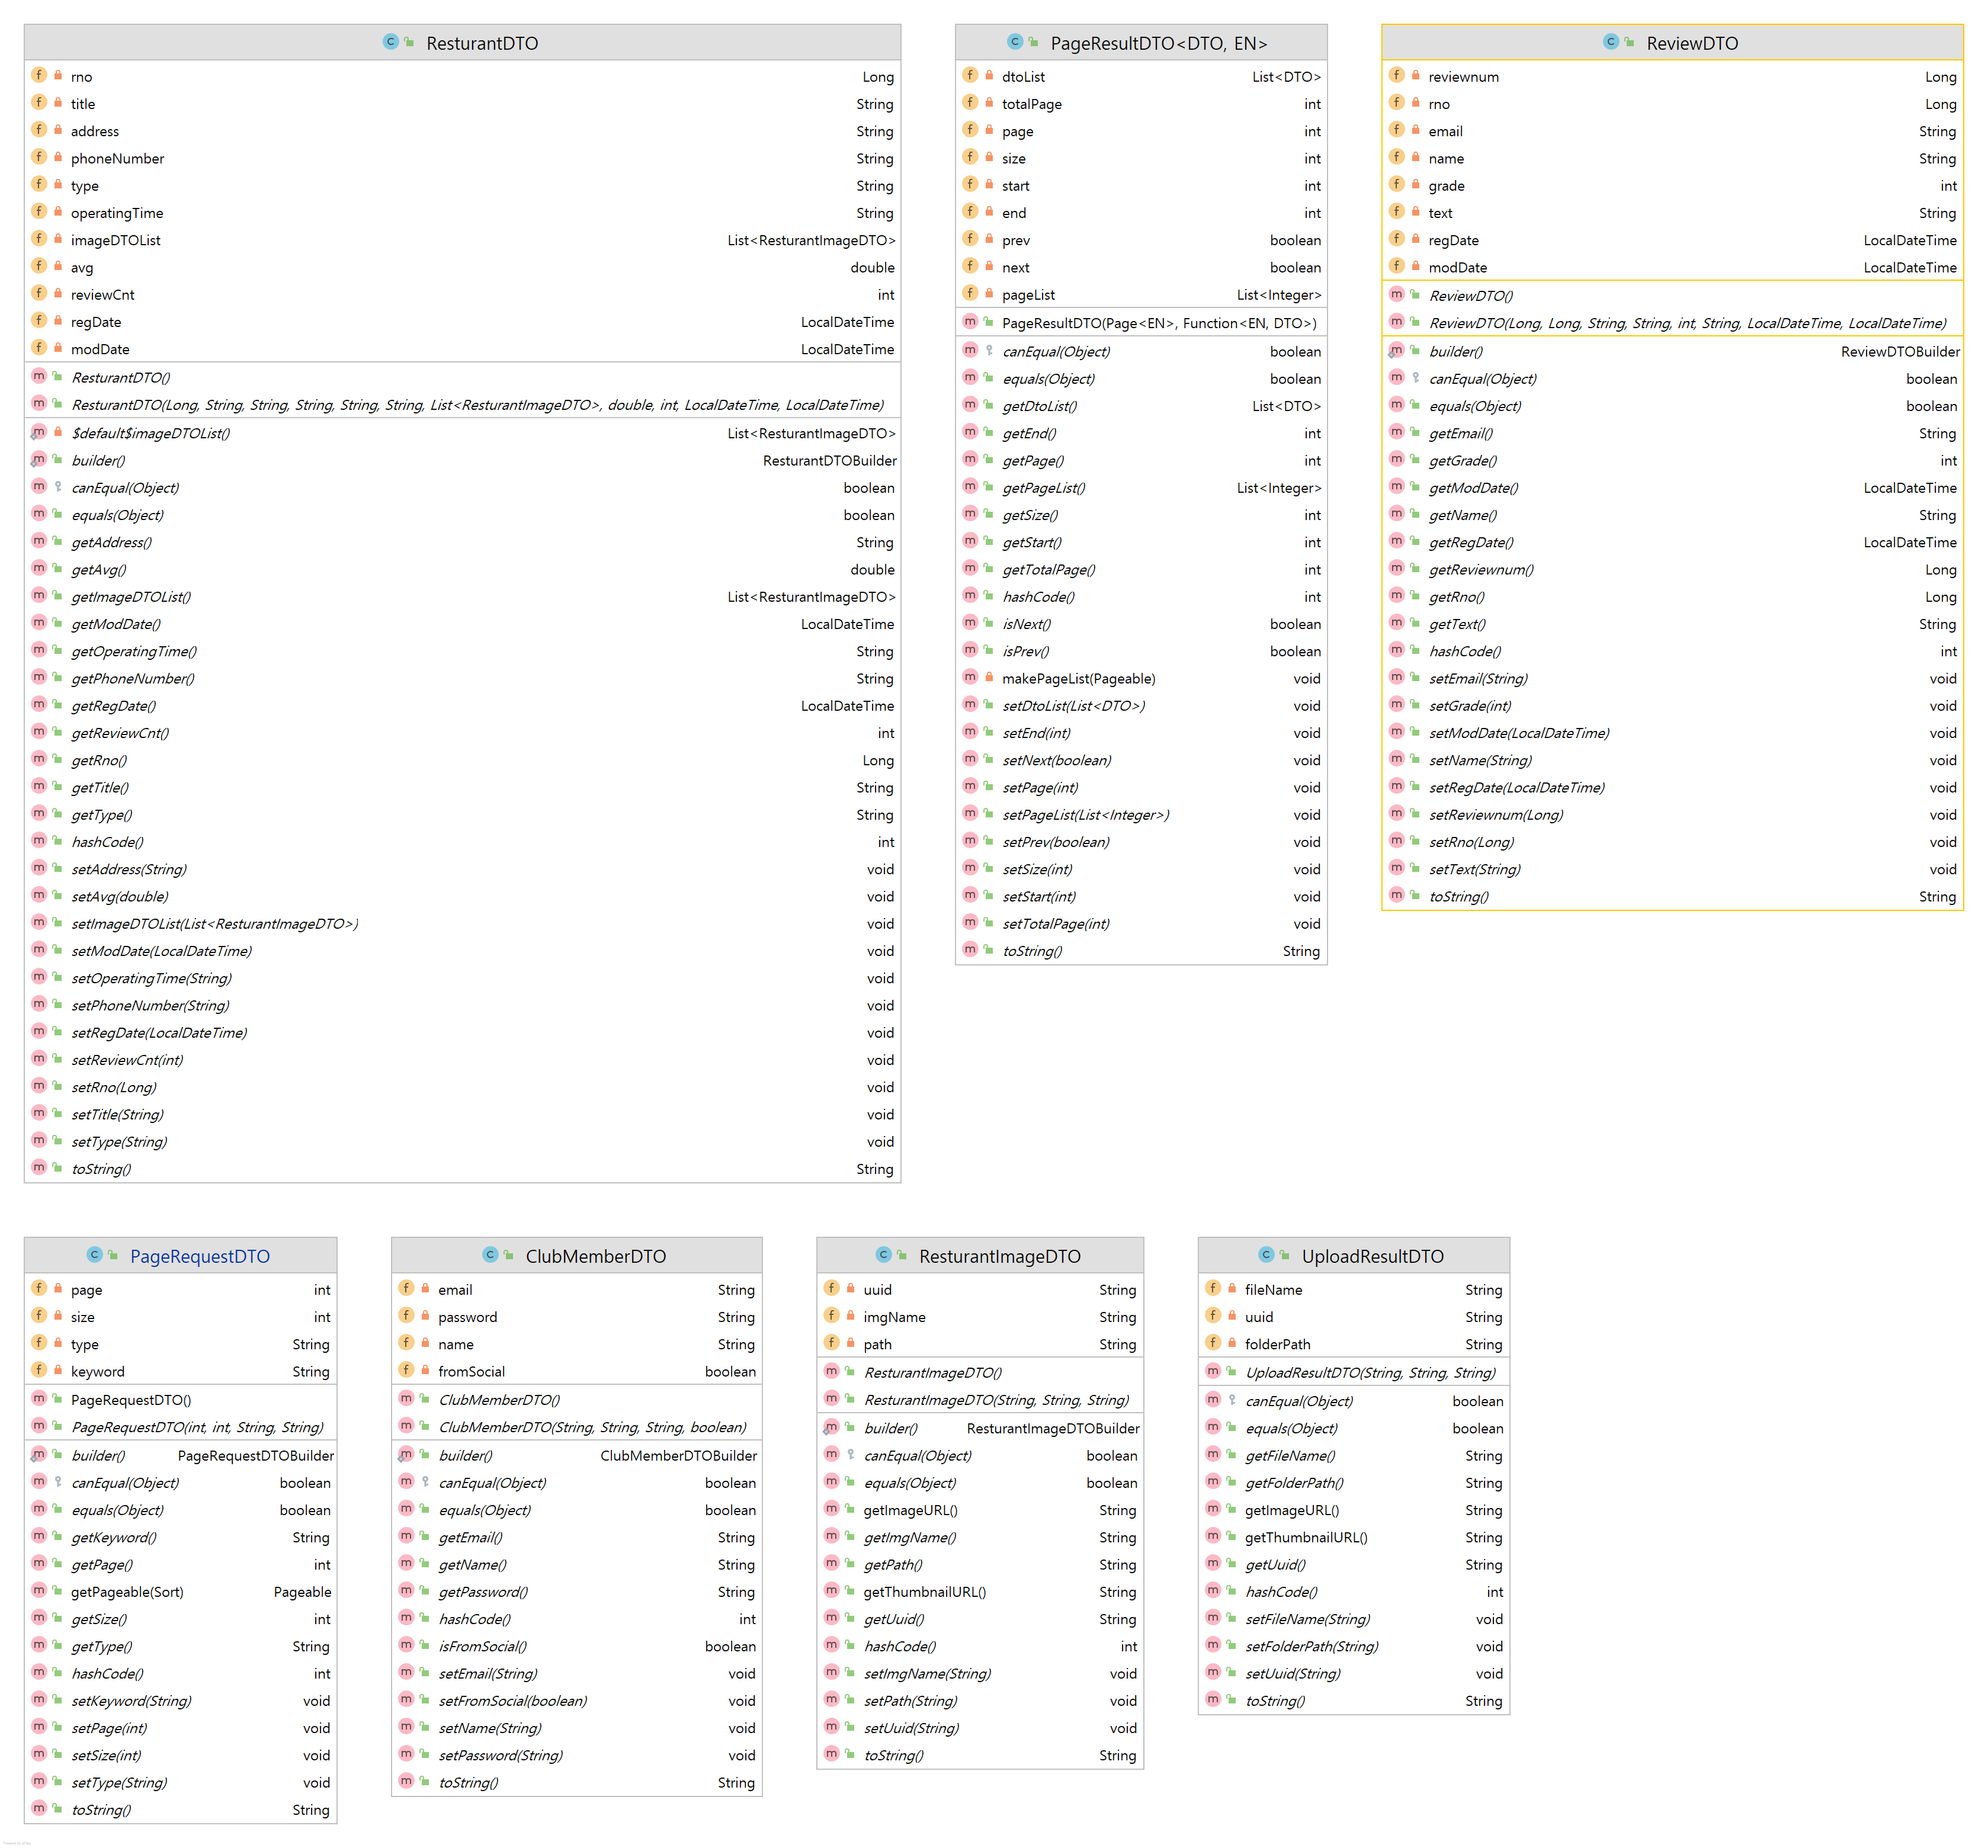 ResturantDTO
rno Long
title String
address String
phoneNumber String
type String
operatingTime String
imageDTOList List<ResturantImageDTO>
avg double
reviewCnt int
regDate LocalDateTime
modDate LocalDateTime
ResturantDTO()
ResturantDTO(Long, String, String, String, String, String, List<ResturantImageDTO>, double, int, LocalDateTime, LocalDateTime)
$default$imageDTOList() List<ResturantImageDTO>
builder() ResturantDTOBuilder
canEqual(Object) boolean
equals(Object) boolean
getAddress() String
getAvg() double
getImageDTOList() List<ResturantImageDTO>
getModDate() LocalDateTime
getOperatingTime() String
getPhoneNumber() String
getRegDate() LocalDateTime
getReviewCnt() int
getRno() Long
getTitle() String
getType() String
hashCode() int
setAddress(String) void
setAvg(double) void
setImageDTOList(List<ResturantImageDTO>) void
setModDate(LocalDateTime) void
setOperatingTime(String) void
setPhoneNumber(String) void
setRegDate(LocalDateTime) void
setReviewCnt(int) void
setRno(Long) void
setTitle(String) void
setType(String) void
toString() String
PageResultDTO<DTO, EN>
dtoList List<DTO>
totalPage int
page int
size int
start int
end int
prev boolean
next boolean
pageList List<Integer>
PageResultDTO(Page<EN>, Function<EN, DTO>)
canEqual(Object) boolean
equals(Object) boolean
getDtoList() List<DTO>
getEnd() int
getPage() int
getPageList() List<Integer>
getSize() int
getStart() int
getTotalPage() int
hashCode() int
isNext() boolean
isPrev() boolean
makePageList(Pageable) void
setDtoList(List<DTO>) void
setEnd(int) void
setNext(boolean) void
setPage(int) void
setPageList(List<Integer>) void
setPrev(boolean) void
setSize(int) void
setStart(int) void
setTotalPage(int) void
toString() String
ReviewDTO
reviewnum Long
rno Long
email String
name String
grade int
text String
regDate LocalDateTime
modDate LocalDateTime
ReviewDTO()
ReviewDTO(Long, Long, String, String, int, String, LocalDateTime, LocalDateTime)
builder() ReviewDTOBuilder
canEqual(Object) boolean
equals(Object) boolean
getEmail() String
getGrade() int
getModDate() LocalDateTime
getName() String
getRegDate() LocalDateTime
getReviewnum() Long
getRno() Long
getText() String
hashCode() int
setEmail(String) void
setGrade(int) void
setModDate(LocalDateTime) void
setName(String) void
setRegDate(LocalDateTime) void
setReviewnum(Long) void
setRno(Long) void
setText(String) void
toString() String
PageRequestDTO
page int
size int
type String
keyword String
PageRequestDTO()
PageRequestDTO(int, int, String, String)
builder() PageRequestDTOBuilder
canEqual(Object) boolean
equals(Object) boolean
getKeyword() String
getPage() int
getPageable(Sort) Pageable
getSize() int
getType() String
hashCode() int
setKeyword(String) void
setPage(int) void
setSize(int) void
setType(String) void
toString() String
ClubMemberDTO
email String
password String
name String
fromSocial boolean
ClubMemberDTO()
ClubMemberDTO(String, String, String, boolean)
builder() ClubMemberDTOBuilder
canEqual(Object) boolean
equals(Object) boolean
getEmail() String
getName() String
getPassword() String
hashCode() int
isFromSocial() boolean
setEmail(String) void
setFromSocial(boolean) void
setName(String) void
setPassword(String) void
toString() String
ResturantImageDTO
uuid String
imgName String
path String
ResturantImageDTO()
ResturantImageDTO(String, String, String)
builder() ResturantImageDTOBuilder
canEqual(Object) boolean
equals(Object) boolean
getImageURL() String
getImgName() String
getPath() String
getThumbnailURL() String
getUuid() String
hashCode() int
setImgName(String) void
setPath(String) void
setUuid(String) void
toString() String
UploadResultDTO
fileName String
uuid String
folderPath String
UploadResultDTO(String, String, String)
canEqual(Object) boolean
equals(Object) boolean
getFileName() String
getFolderPath() String
getImageURL() String
getThumbnailURL() String
getUuid() String
hashCode() int
setFileName(String) void
setFolderPath(String) void
setUuid(String) void
toString() String